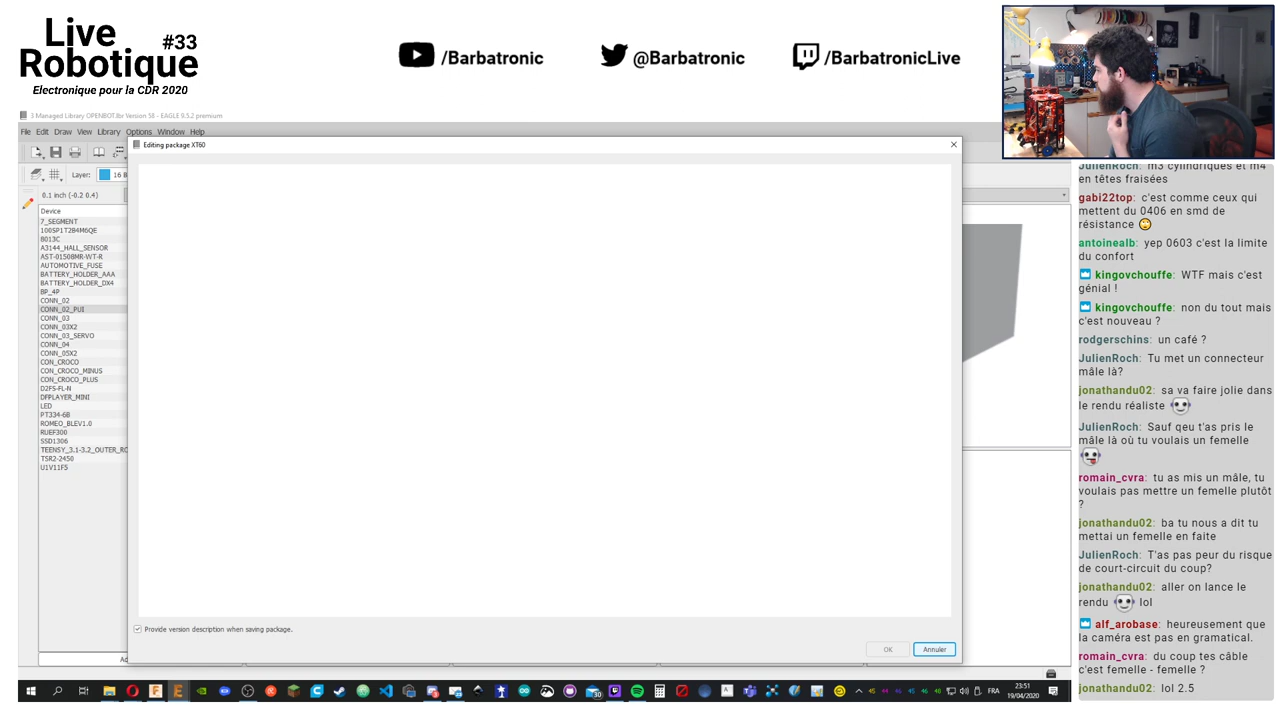 Live
Robotique #33
Electronique pour la CDR 2020
/Barbatronic
@Barbatronic
/BarbatronicLive
3 Managed Library OPENBOT.lbr Version 58 - EAGLE 9.5.2 premium
File Edit Draw View Library Options Window Help
Layer: 16 B
0.1 inch (-0.2 0.4)
Device
7_SEGMENT
100SP1T2B4M6QE
8013C
A3144_HALL_SENSOR
AST-01508MR-WT-R
AUTOMOTIVE_FUSE
BATTERY_HOLDER_AAA
BATTERY_HOLDER_DX4
BP_4P
CONN_02
CONN_02_PUI
CONN_03
CONN_03X2
CONN_03_SERVO
CONN_04
CONN_05X2
CON_CROCO
CON_CROCO_MINUS
CON_CROCO_PLUS
D2F5-FL-N
DFPLAYER_MINI
LED
PT334-6B
ROMEO_BLEV1.0
RUEF300
SSD1306
TEENSY_3.1-3.2_OUTER_RO
TSR2-2450
U1V11F5
Editing package XT60
Provide version description when saving package.
OK
Annuler
JulienRoch: m3 cylindriques et m4
en têtes fraisées
gabi22top: c'est comme ceux qui
mettent du 0406 en smd de
résistance
antoinealb: yep 0603 c'est la limite
du confort
kingovchouffe: WTF mais c'est
génial !
kingovchouffe: non du tout mais
c'est nouveau ?
rodgerschins: un café ?
JulienRoch: Tu met un connecteur
mâle là?
jonathandu02: sa va faire jolie dans
le rendu réaliste
JulienRoch: Sauf qeu t'as pris le
mâle là où tu voulais un femelle
romain_cvra: tu as mis un mâle, tu
voulais pas mettre un femelle plutôt
?
jonathandu02: ba tu nous a dit tu
mettai un femelle en faite
JulienRoch: T'as pas peur du risque
de court-circuit du coup?
jonathandu02: aller on lance le
rendu lol
alf_arobase: heureusement que
la caméra est pas en gramatical.
romain_cvra: du coup tes câble
c'est femelle - femelle ?
jonathandu02: lol 2.5
FRA
23:51
19/04/2020